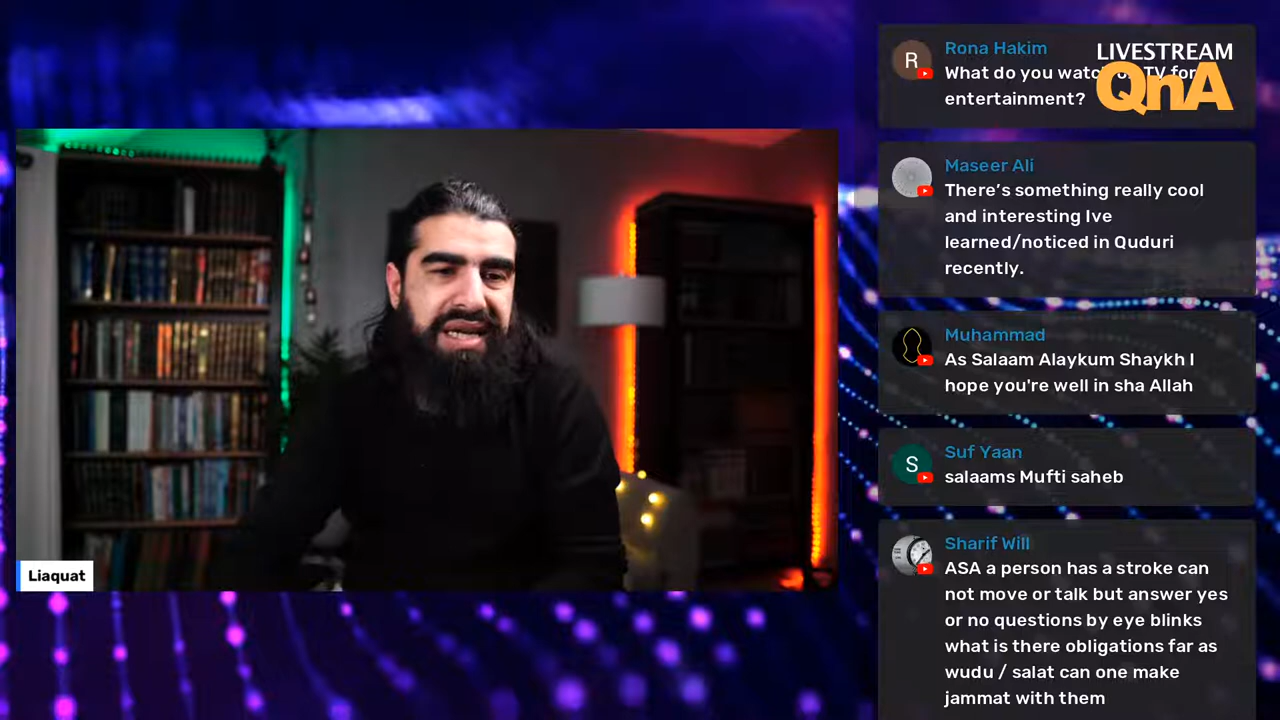 Liaquat
LIVESTREAM
QnA
R
Rona Hakim
What do you watch on TV for
entertainment?
Maseer Ali
There's something really cool
and interesting Ive
learned/noticed in Quduri
recently.
Muhammad
As Salaam Alaykum Shaykh I
hope you're well in sha Allah
S
Suf Yaan
salaams Mufti saheb
Sharif Will
ASA a person has a stroke can
not move or talk but answer yes
or no questions by eye blinks
what is there obligations far as
wudu / salat can one make
jammat with them